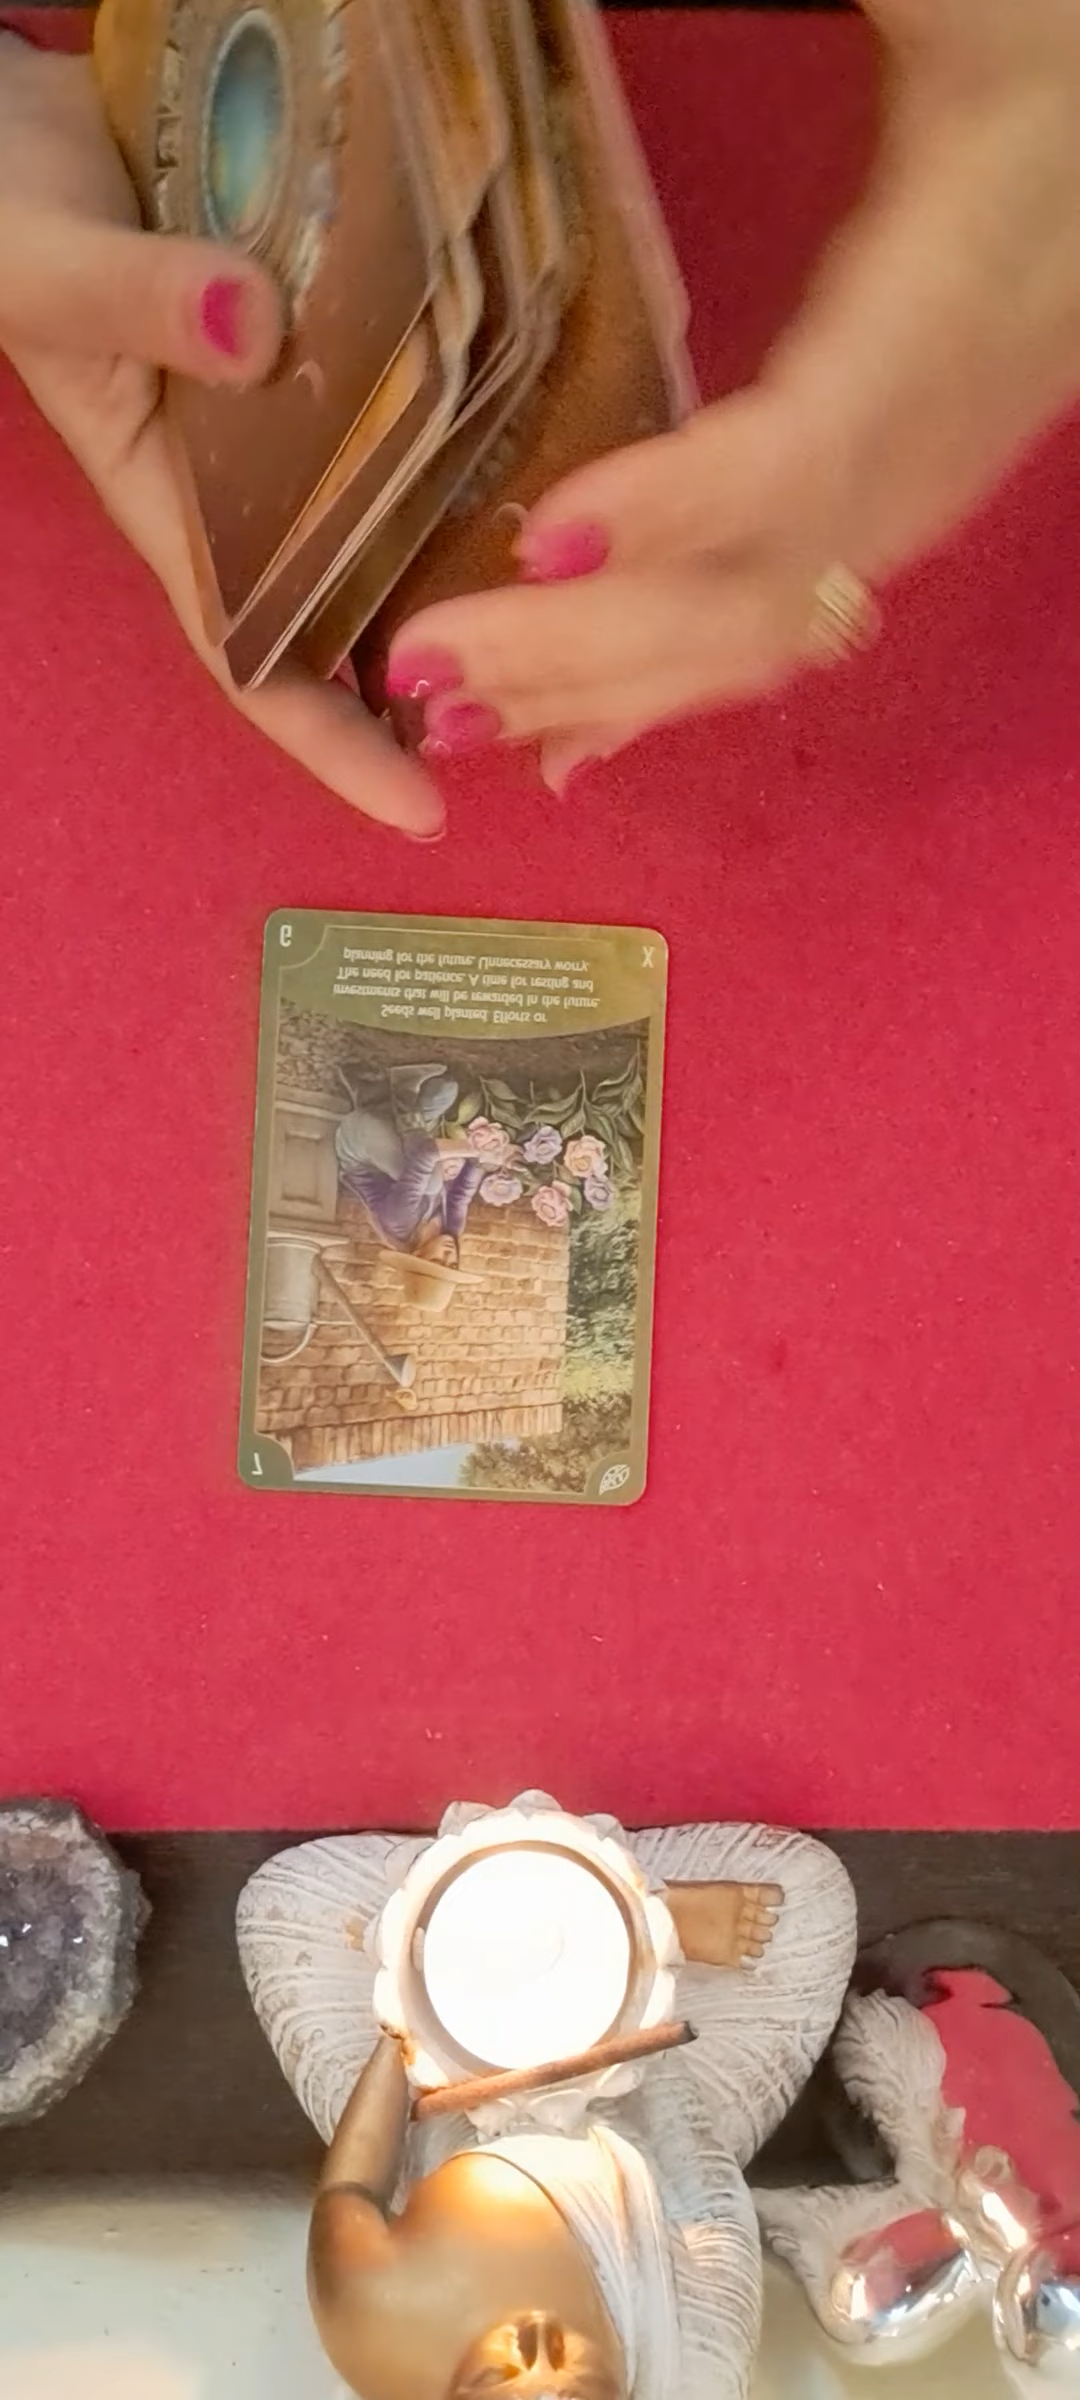 7
Seeds well planted. Efforts or
investments that will be rewarded in the future.
The need for patience. A time for resting and
planning for the future. Unnecessary worry.